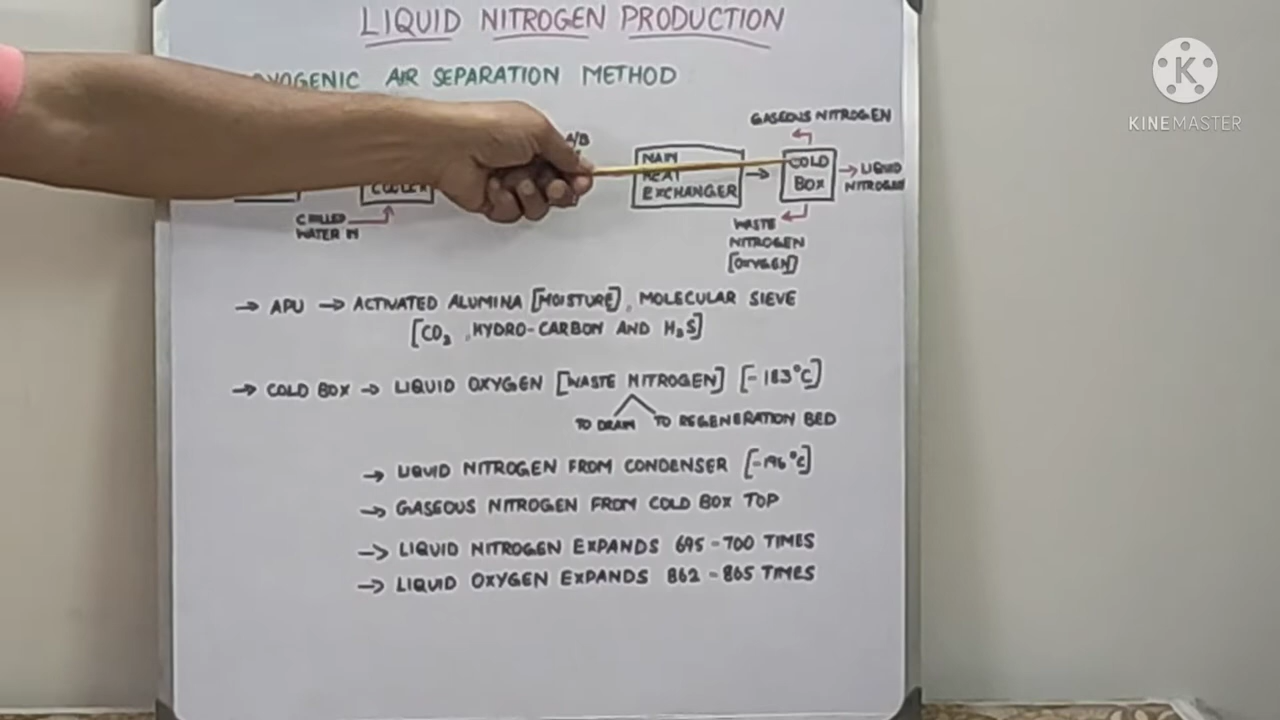 LIQUID NITROGEN PRODUCTION
AIR SEPARATION METHOD
KINEMASTER
GASEOUS NITROGEN
A/B
MAIN
HEAT
EXCHANGER
COLD
BOX
LIQUID
NITROGEN
COOLER
CHILLED
WATER IN
WASTE
NITROGEN
[OXYGEN]
→ APU → ACTIVATED ALUMINA [MOISTURE], MOLECULAR SIEVE
[CO₂, HYDRO-CARBON AND H₂S]
→ COLD BOX → LIQUID OXYGEN [WASTE NITROGEN] [-183°C]
TO DRAIN TO REGENERATION BED
→ LIQUID NITROGEN FROM CONDENSER [-196°C]
→ GASEOUS NITROGEN FROM COLD BOX TOP
→ LIQUID NITROGEN EXPANDS 695-700 TIMES
→ LIQUID OXYGEN EXPANDS 862-865 TIMES